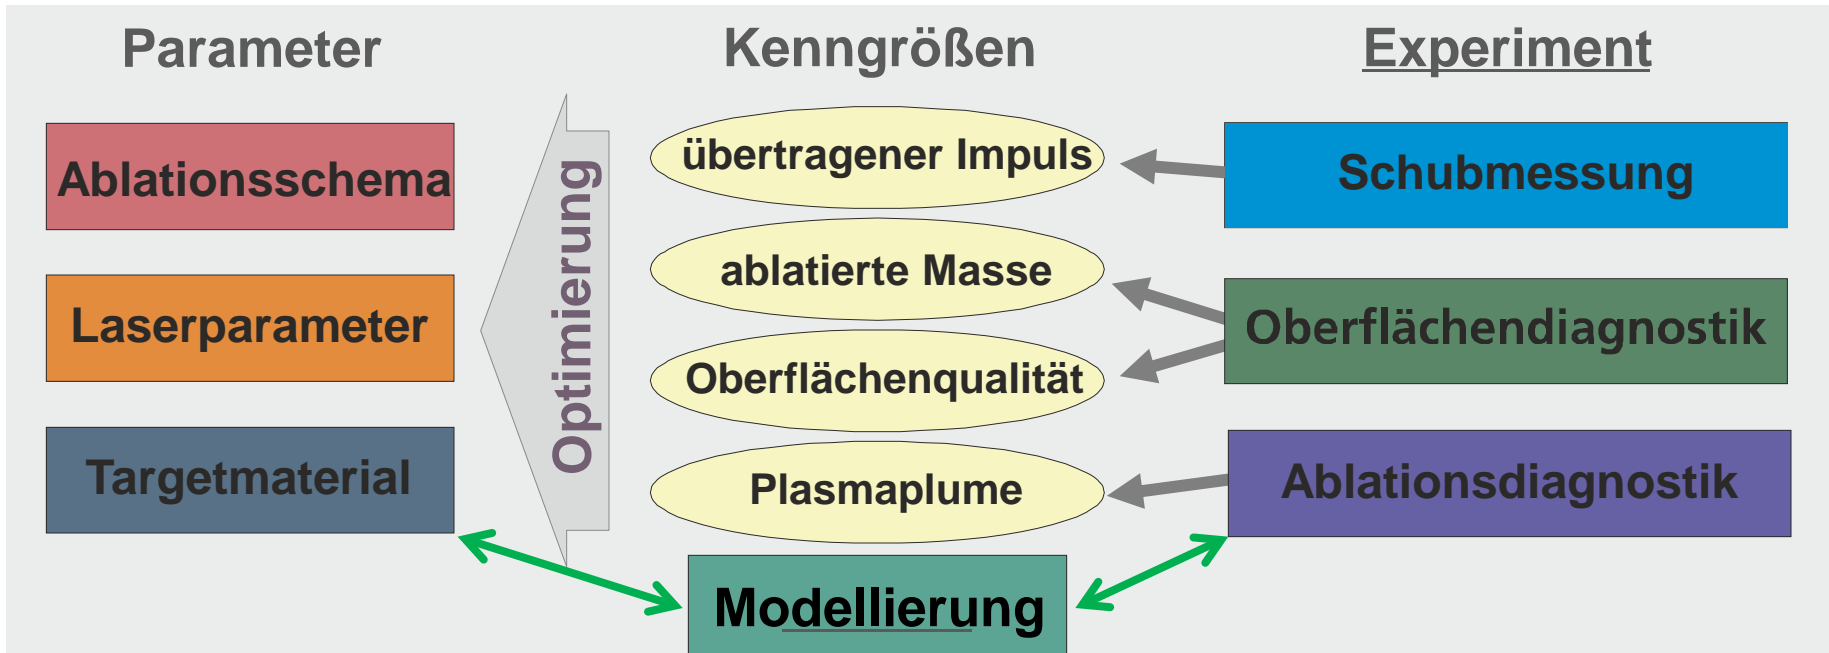 Parameter
Kenngrößen
Experiment
Ablationsschema
Laserparameter
Targetmaterial
Optimierung
übertragener Impuls
ablatierte Masse
Oberflächenqualität
Plasmaplume
Modellierung
Schubmessung
Oberflächendiagnostik
Ablationsdiagnostik